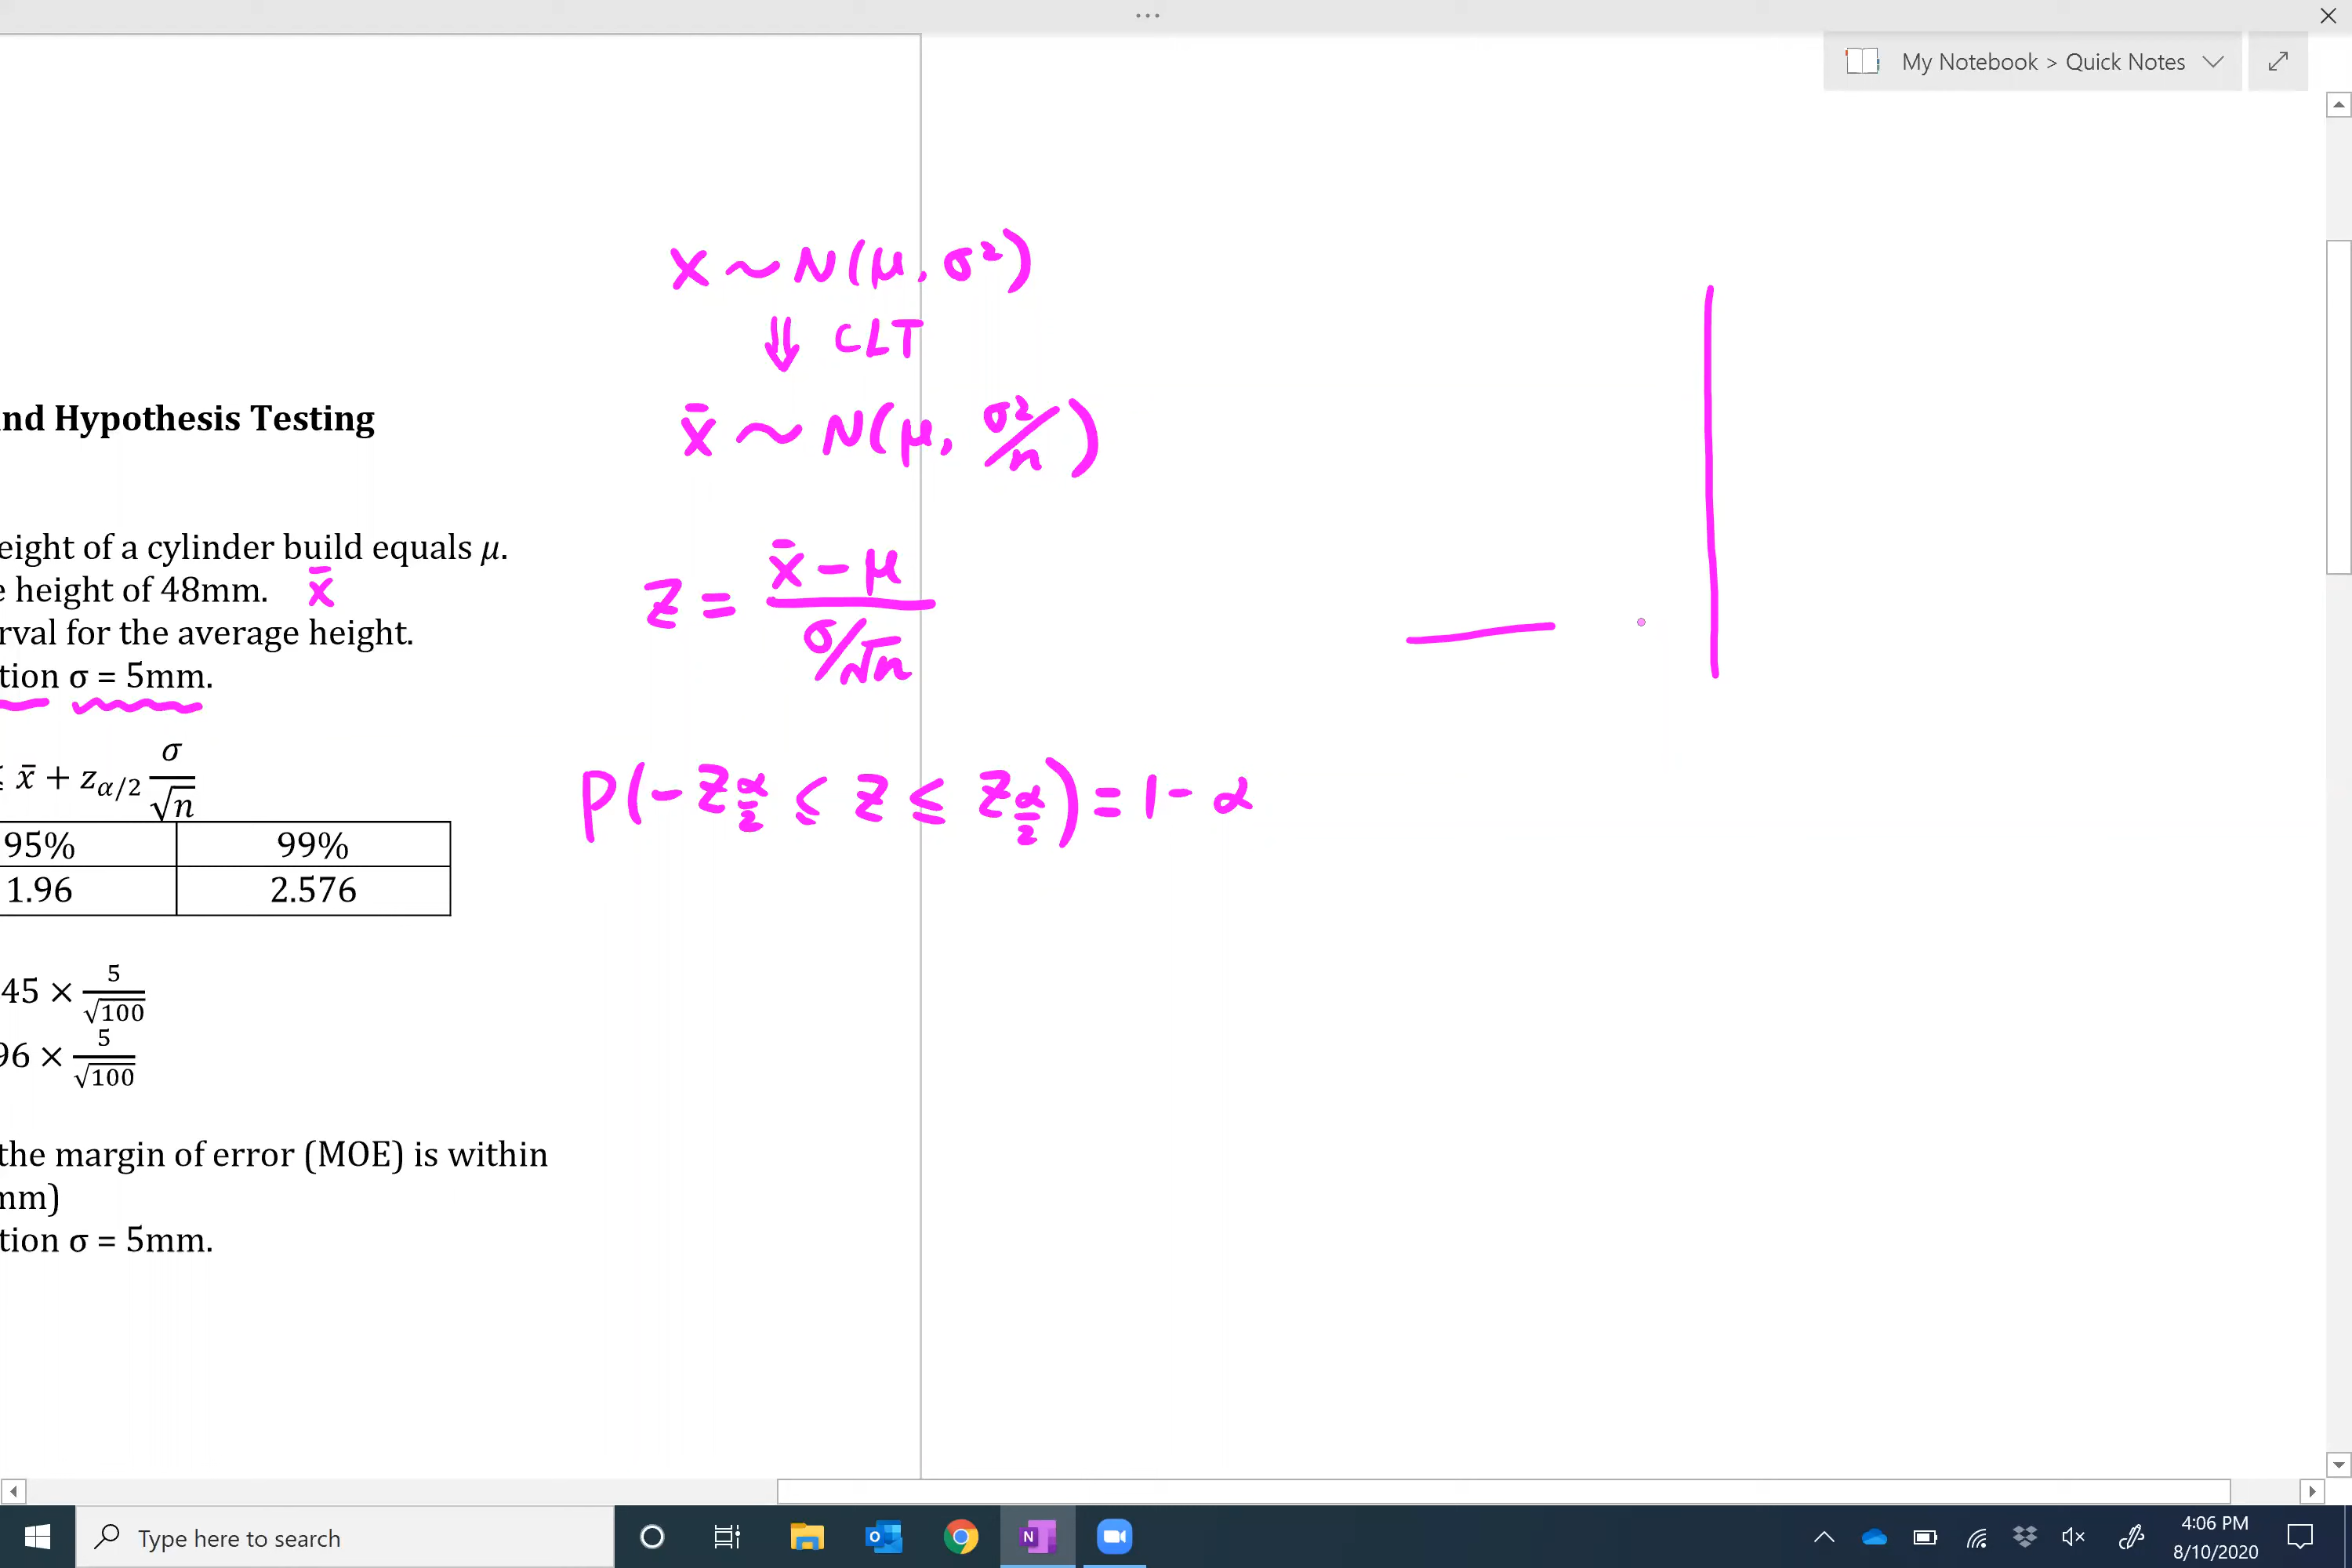 My Notebook > Quick Notes
x ~ N(μ, σ²)
⇓ CLT
x̄ ~ N(μ, σ²/n)
nd Hypothesis Testing
eight of a cylinder build equals μ.
e height of 48mm. x̄
rval for the average height.
tion σ = 5mm.
z = (x̄ − μ) / (σ/√n)
≤ x̄ + z_{α/2} σ/√n
P(−z_{α/2} ≤ z ≤ z_{α/2}) = 1 − α
95% 99%
1.96 2.576
45 × 5/√100
96 × 5/√100
the margin of error (MOE) is within
mm)
tion σ = 5mm.
Type here to search
4:06 PM
8/10/2020